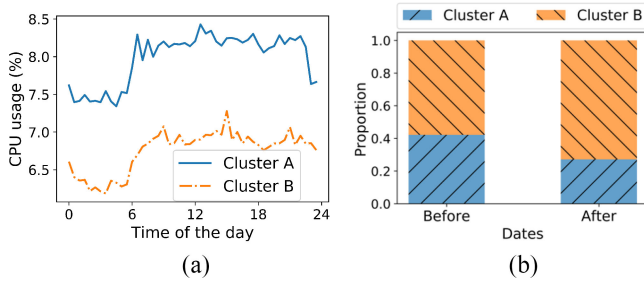 8.5
8.0
7.5
7.0
6.5
CPU usage (%)
Cluster A
Cluster B
0 6 12 18 24
Time of the day
(a)
Cluster A Cluster B
1.0
0.8
0.6
0.4
0.2
0.0
Proportion
Before After
Dates
(b)